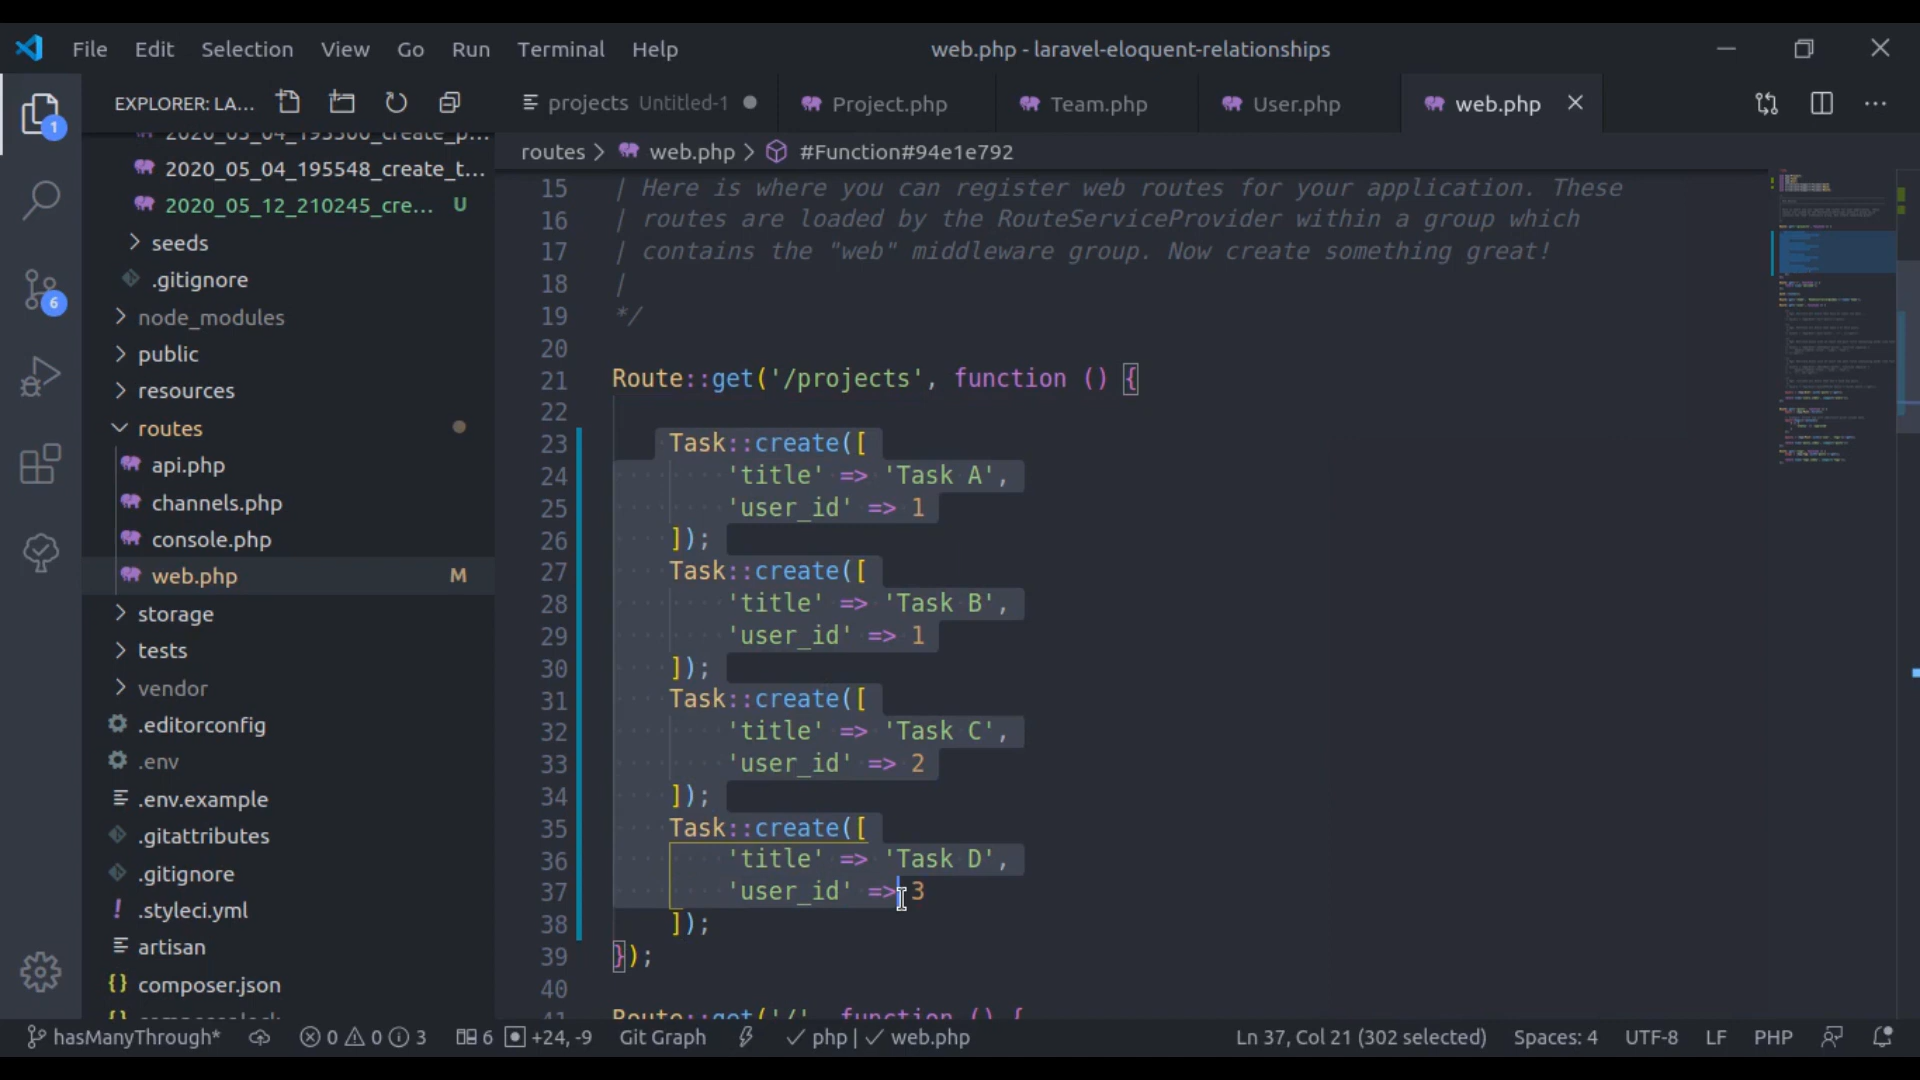 File Edit Selection View Go Run Terminal Help web.php - laravel-eloquent-relationships
EXPLORER: LA...
projects Untitled-1 Project.php Team.php User.php web.php
routes > web.php > #Function#94e1e792
2020_05_04_195548_create_t...
2020_05_12_210245_cre... U
seeds
.gitignore
node_modules
public
resources
routes
api.php
channels.php
console.php
web.php M
storage
tests
vendor
.editorconfig
.env
.env.example
.gitattributes
.gitignore
.styleci.yml
artisan
composer.json
1
6
15 | Here is where you can register web routes for your application. These
16 | routes are loaded by the RouteServiceProvider within a group which
17 | contains the "web" middleware group. Now create something great!
18 |
19 */
20
21 Route::get('/projects', function () {
22
23 Task::create([
24 'title' => 'Task A',
25 'user_id' => 1
26 ]);
27 Task::create([
28 'title' => 'Task B',
29 'user_id' => 1
30 ]);
31 Task::create([
32 'title' => 'Task C',
33 'user_id' => 2
34 ]);
35 Task::create([
36 'title' => 'Task D',
37 'user_id' => 3
38 ]);
39 });
40
41 Route::get('/', function () {
hasManyThrough* 0 0 3 6 +24, -9 Git Graph php | web.php Ln 37, Col 21 (302 selected) Spaces: 4 UTF-8 LF PHP